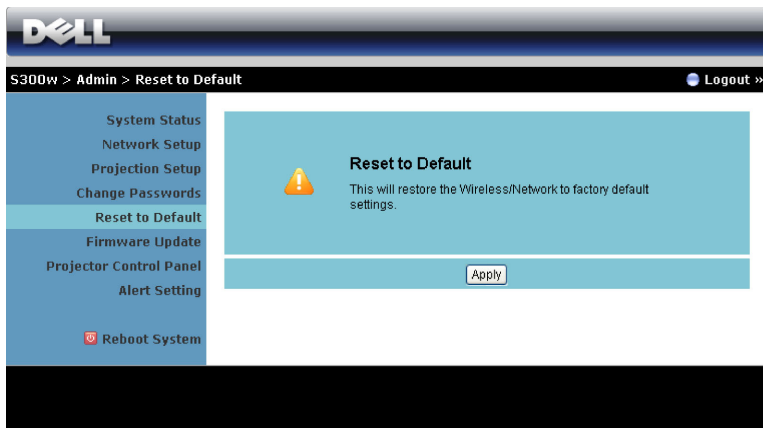 DELL
S300w > Admin > Reset to Default
Logout »
System Status
Network Setup
Projection Setup
Change Passwords
Reset to Default
Firmware Update
Projector Control Panel
Alert Setting
Reboot System
Reset to Default
This will restore the Wireless/Network to factory default
settings.
Apply